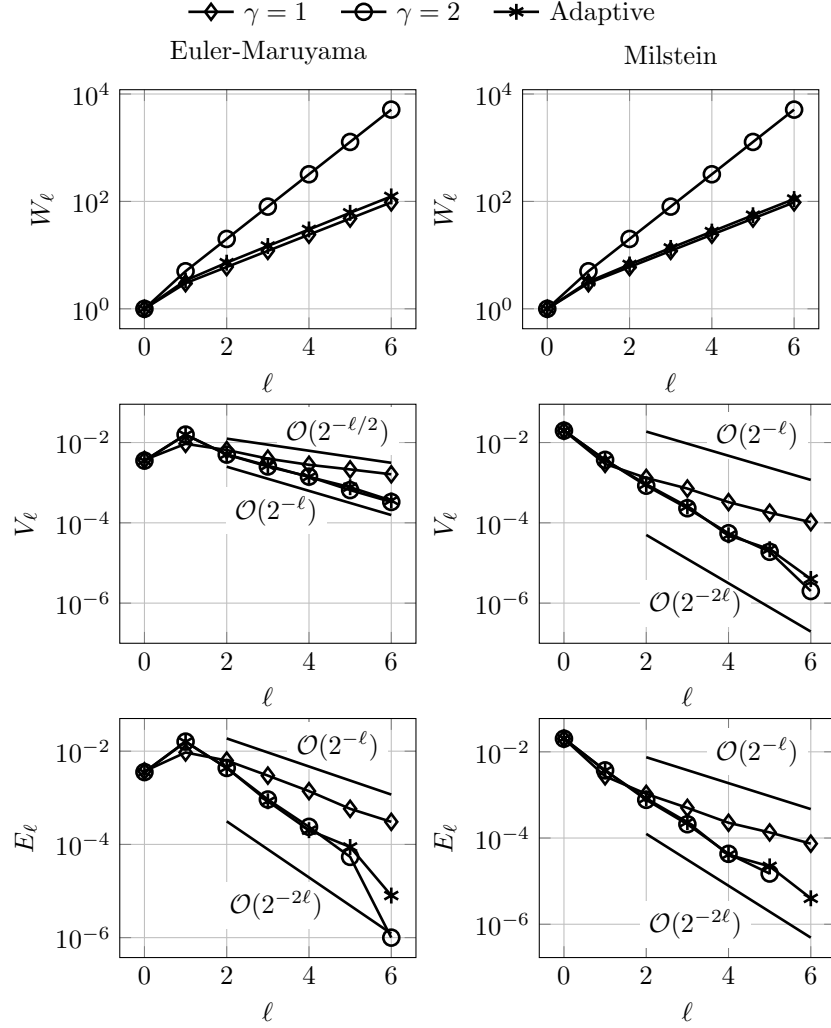 γ = 1 γ = 2 Adaptive
Euler-Maruyama
Milstein
10^4
10^2
10^0
W_ℓ
0 2 4 6
ℓ
10^4
10^2
10^0
W_ℓ
0 2 4 6
ℓ
10^{-2}
10^{-4}
10^{-6}
V_ℓ
O(2^{-ℓ/2})
O(2^{-ℓ})
0 2 4 6
ℓ
10^{-2}
10^{-4}
10^{-6}
V_ℓ
O(2^{-ℓ})
O(2^{-2ℓ})
0 2 4 6
ℓ
10^{-2}
10^{-4}
10^{-6}
E_ℓ
O(2^{-ℓ})
O(2^{-2ℓ})
0 2 4 6
ℓ
10^{-2}
10^{-4}
10^{-6}
E_ℓ
O(2^{-ℓ})
O(2^{-2ℓ})
0 2 4 6
ℓ